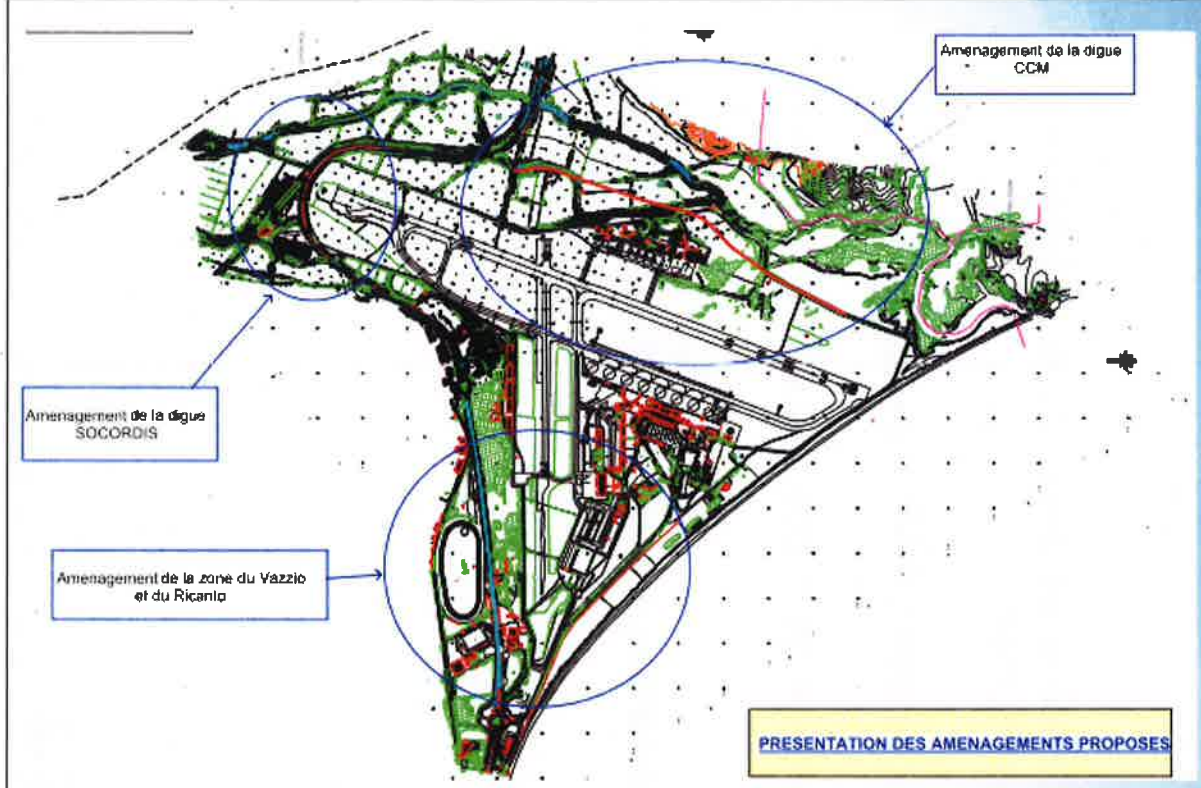 Amenagement de la digue
CCM
Amenagement de la digue
SOCORDIS
Amenagement de la zone du Vazzio
et du Ricanto
PRESENTATION DES AMENAGEMENTS PROPOSES